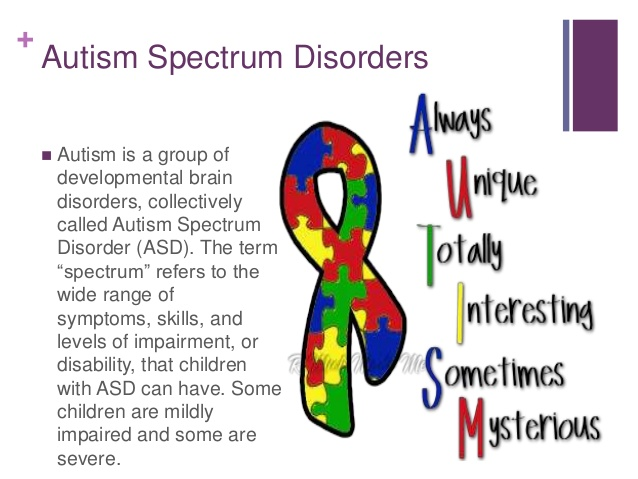 +
Autism Spectrum Disorders
Autism is a group of
developmental brain
disorders, collectively
called Autism Spectrum
Disorder (ASD). The term
“spectrum” refers to the
wide range of
symptoms, skills, and
levels of impairment, or
disability, that children
with ASD can have. Some
children are mildly
impaired and some are
severe.
Always
Unique
Totally
Interesting
Sometimes
Mysterious